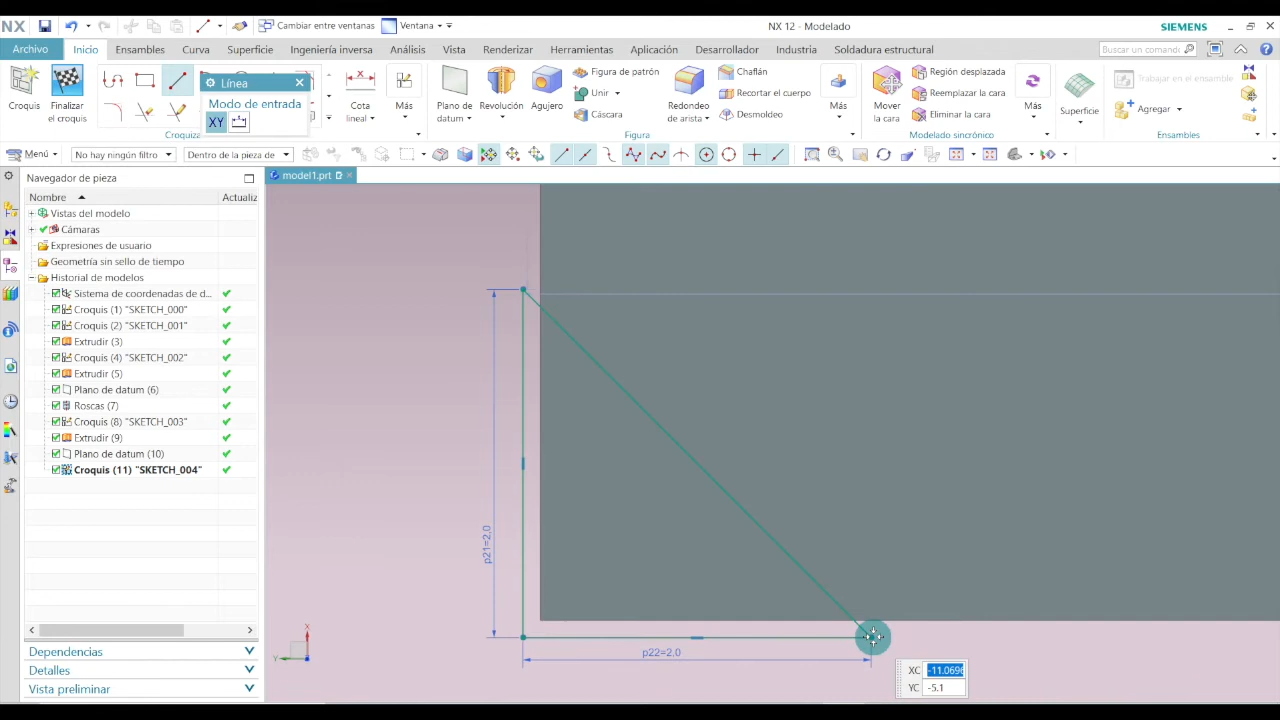 NX
Cambiar entre ventanas
Ventana
NX 12 - Modelado
SIEMENS
Archivo
Inicio
Ensambles
Curva
Superficie
Ingeniería inversa
Análisis
Vista
Renderizar
Herramientas
Aplicación
Desarrollador
Industria
Soldadura estructural
Buscar un comando
Croquis
Finalizar
el croquis
Línea
Modo de entrada
XY
Cota
lineal
Más
Plano de
datum
Revolución
Agujero
Figura de patrón
Unir
Cáscara
Redondeo
de arista
Chaflán
Recortar el cuerpo
Desmoldeo
Más
Mover
la cara
Región desplazada
Reemplazar la cara
Eliminar la cara
Más
Superficie
Trabajar en el ensamble
Agregar
Figura
Modelado sincrónico
Ensambles
Menú
No hay ningún filtro
Dentro de la pieza de
Navegador de pieza
model1.prt
Nombre
Actualiz
Vistas del modelo
Cámaras
Expresiones de usuario
Geometría sin sello de tiempo
Historial de modelos
Sistema de coordenadas de d...
Croquis (1) "SKETCH_000"
Croquis (2) "SKETCH_001"
Extrudir (3)
Croquis (4) "SKETCH_002"
Extrudir (5)
Plano de datum (6)
Roscas (7)
Croquis (8) "SKETCH_003"
Extrudir (9)
Plano de datum (10)
Croquis (11) "SKETCH_004"
Dependencias
Detalles
Vista preliminar
p21=2,0
p22=2,0
X
Y
XC -11.069
YC -5.1